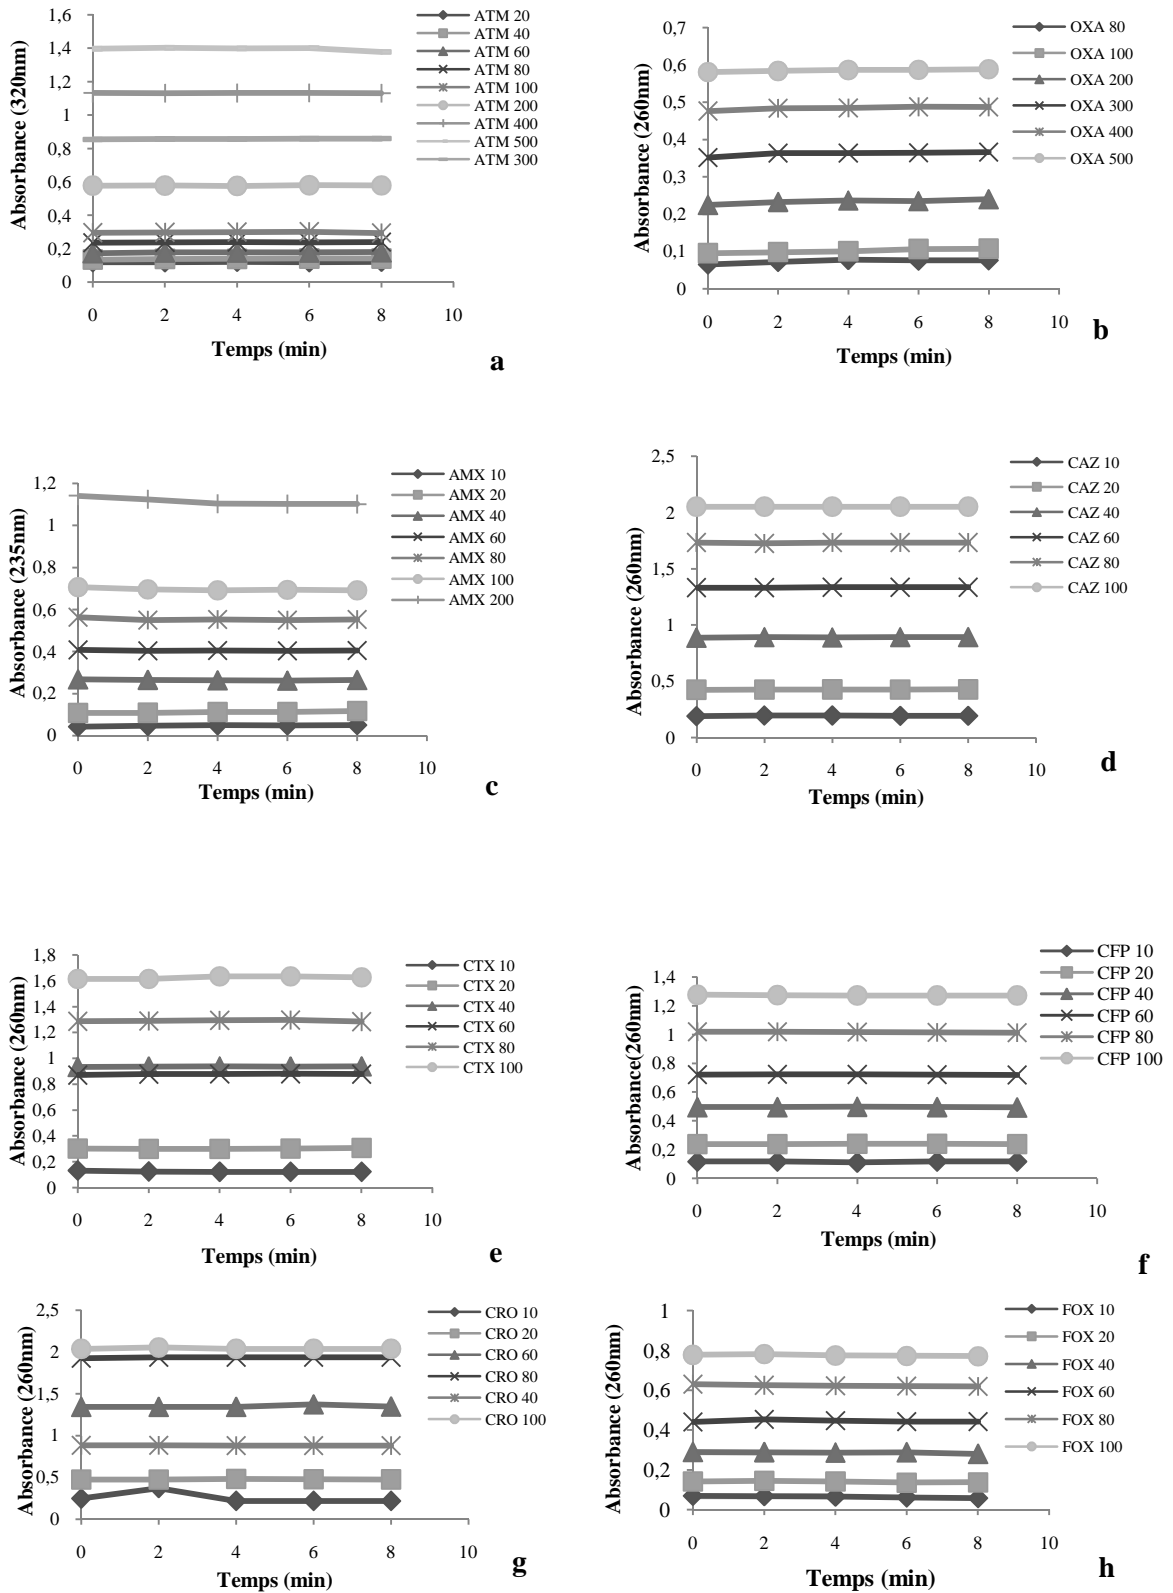 Absorbance (320nm)
1,6
1,4
1,2
1
0,8
0,6
0,4
0,2
0
0 2 4 6 8 10
Temps (min)
ATM 20
ATM 40
ATM 60
ATM 80
ATM 100
ATM 200
ATM 400
ATM 500
ATM 300
a
Absorbance (260nm)
0,7
0,6
0,5
0,4
0,3
0,2
0,1
0
0 2 4 6 8 10
Temps (min)
OXA 80
OXA 100
OXA 200
OXA 300
OXA 400
OXA 500
b
Absorbance (235nm)
1,2
1
0,8
0,6
0,4
0,2
0
0 2 4 6 8 10
Temps (min)
AMX 10
AMX 20
AMX 40
AMX 60
AMX 80
AMX 100
AMX 200
c
Absorbance (260nm)
2,5
2
1,5
1
0,5
0
0 2 4 6 8 10
Temps (min)
CAZ 10
CAZ 20
CAZ 40
CAZ 60
CAZ 80
CAZ 100
d
Absorbance (260nm)
1,8
1,6
1,4
1,2
1
0,8
0,6
0,4
0,2
0
0 2 4 6 8 10
Temps (min)
CTX 10
CTX 20
CTX 40
CTX 60
CTX 80
CTX 100
e
Absorbance(260nm)
1,4
1,2
1
0,8
0,6
0,4
0,2
0
0 2 4 6 8 10
Temps (min)
CFP 10
CFP 20
CFP 40
CFP 60
CFP 80
CFP 100
f
Absorbance (260nm)
2,5
2
1,5
1
0,5
0
0 2 4 6 8 10
Temps (min)
CRO 10
CRO 20
CRO 60
CRO 80
CRO 40
CRO 100
g
Absorbance (260nm)
1
0,8
0,6
0,4
0,2
0
0 2 4 6 8 10
Temps (min)
FOX 10
FOX 20
FOX 40
FOX 60
FOX 80
FOX 100
h